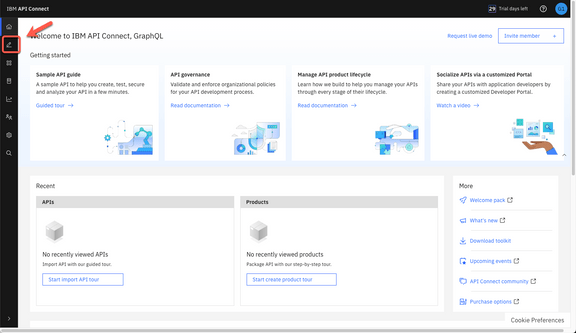 IBM API Connect
29 Trial days left
Welcome to IBM API Connect, GraphQL
Request live demo
Invite member +
Getting started
Sample API guide
A sample API to help you create, test, secure
and analyze your API in a few minutes.
Guided tour
API governance
Validate and enforce organizational policies
for your API development process.
Read documentation
Manage API product lifecycle
Learn how we build to help you manage your APIs
through every stage of their lifecycle.
Read documentation
Socialize APIs via a customized Portal
Share your APIs with application developers by
creating a customized Developer Portal.
Watch a video
Recent
APIs
No recently viewed APIs
Import API with our guided tour.
Start import API tour
Products
No recently viewed products
Package API with our step-by-step tour.
Start create product tour
More
Welcome pack
What's new
Download toolkit
Upcoming events
API Connect community
Purchase options
Cookie Preferences